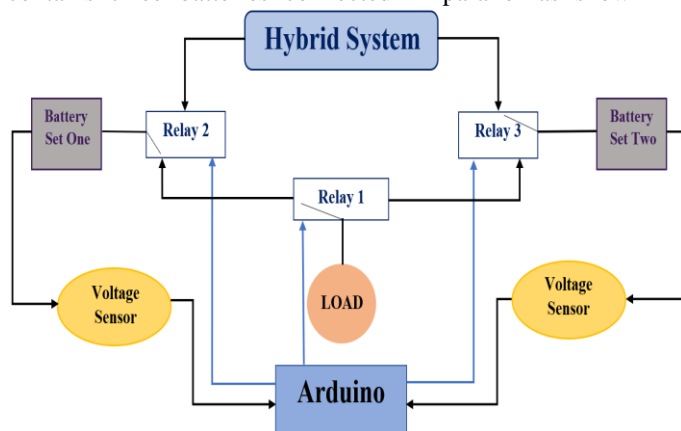 Hybrid System
Battery
Set One
Relay 2
Relay 3
Battery
Set Two
Relay 1
Voltage
Sensor
LOAD
Voltage
Sensor
Arduino